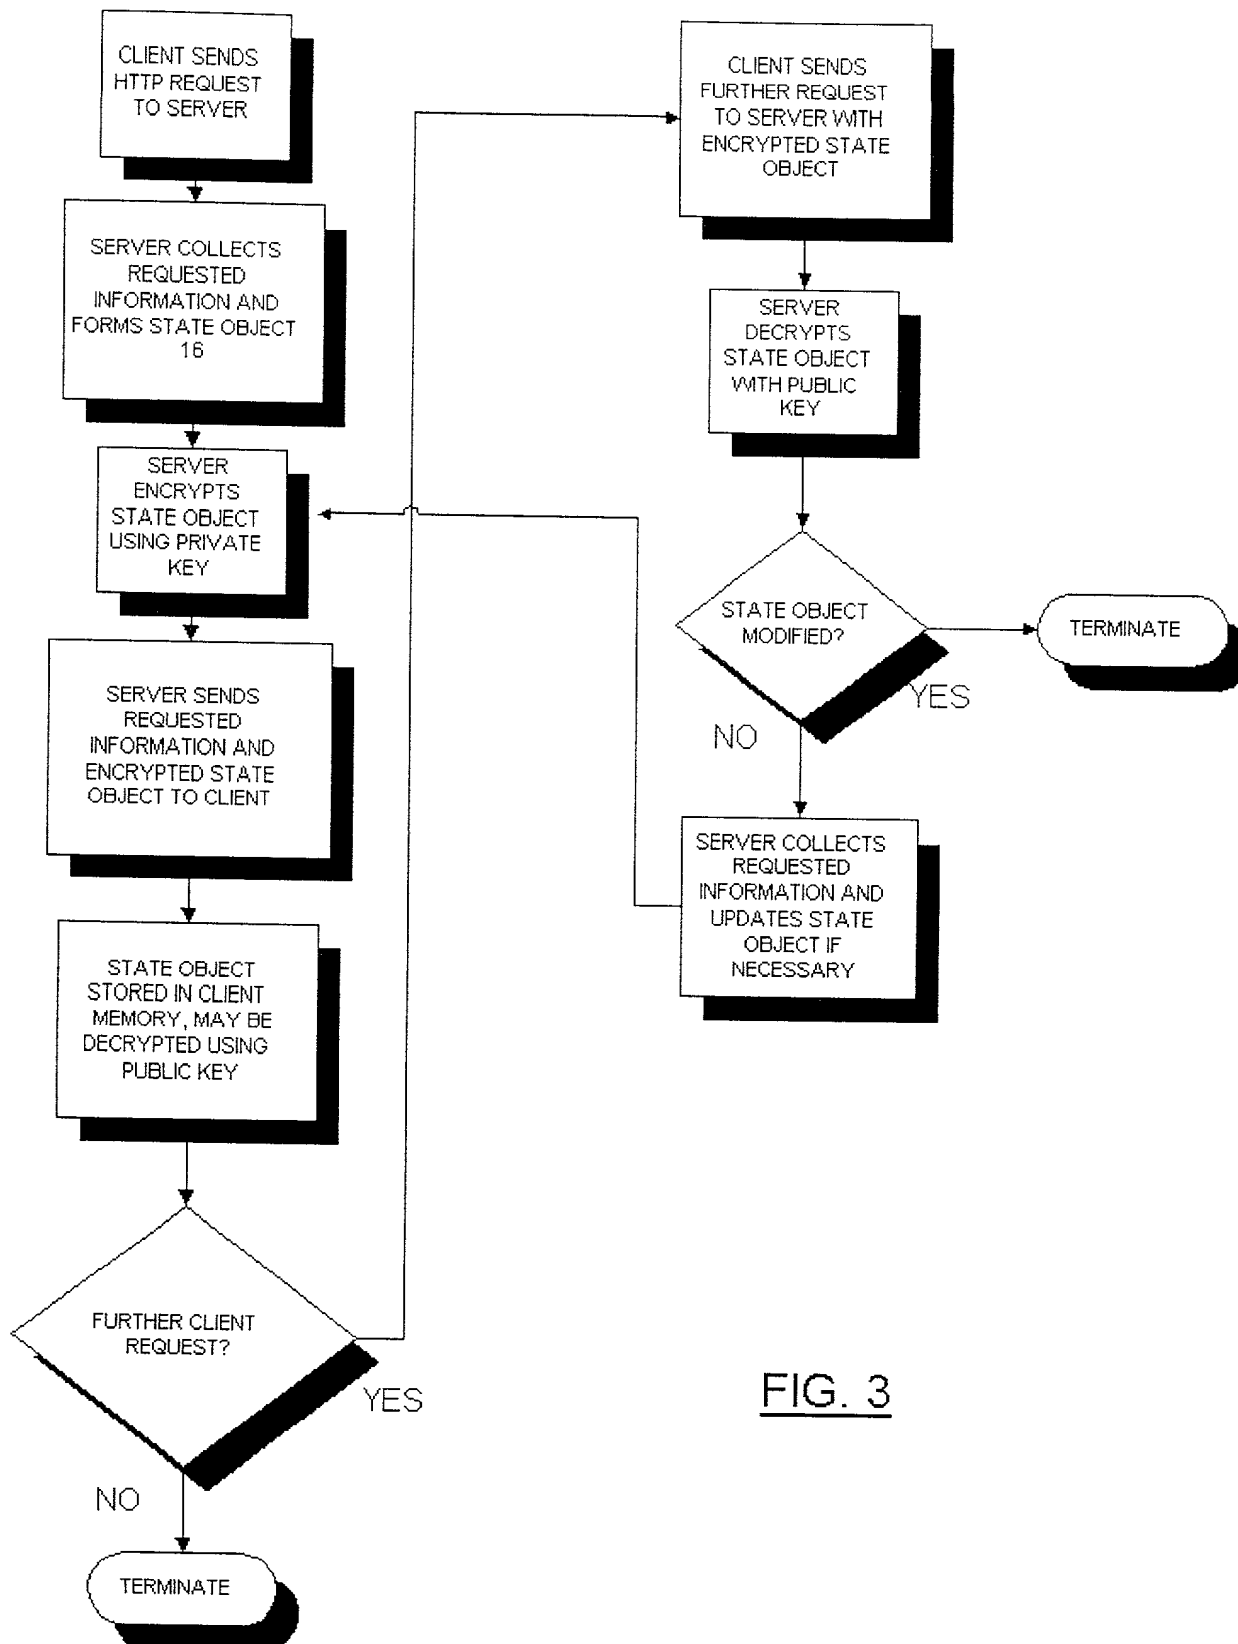 CLIENT SENDS
HTTP REQUEST
TO SERVER
SERVER COLLECTS
REQUESTED
INFORMATION AND
FORMS STATE OBJECT
16
SERVER
ENCRYPTS
STATE OBJECT
USING PRIVATE
KEY
SERVER SENDS
REQUESTED
INFORMATION AND
ENCRYPTED STATE
OBJECT TO CLIENT
STATE OBJECT
STORED IN CLIENT
MEMORY, MAY BE
DECRYPTED USING
PUBLIC KEY
FURTHER CLIENT
REQUEST?
YES
NO
TERMINATE
CLIENT SENDS
FURTHER REQUEST
TO SERVER WITH
ENCRYPTED STATE
OBJECT
SERVER
DECRYPTS
STATE OBJECT
WITH PUBLIC
KEY
STATE OBJECT
MODIFIED?
YES
TERMINATE
NO
SERVER COLLECTS
REQUESTED
INFORMATION AND
UPDATES STATE
OBJECT IF
NECESSARY
FIG. 3